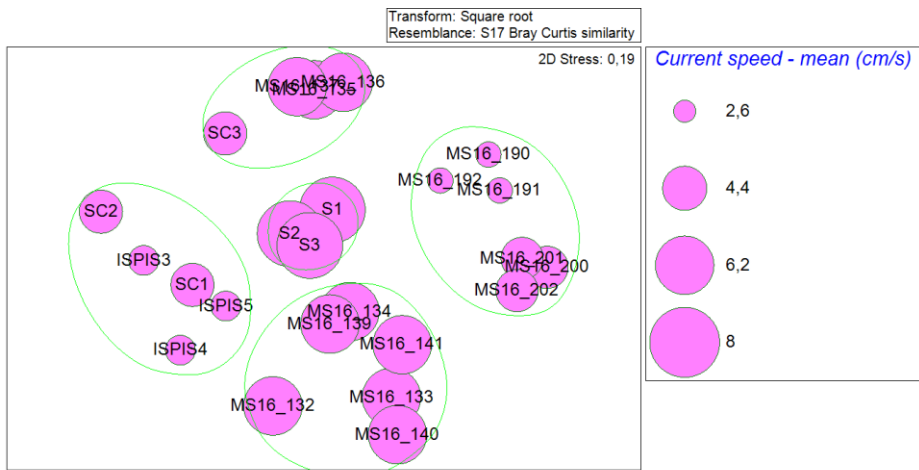 Transform: Square root
Resemblance: S17 Bray Curtis similarity
2D Stress: 0,19
Current speed - mean (cm/s)
2,6
4,4
6,2
8
MS16_136
MS16_135
SC3
MS16_190
MS16_192
MS16_191
SC2
S1
S2
S3
ISPIS3
MS16_201
MS16_200
SC1
MS16_202
ISPIS5
MS16_134
MS16_139
MS16_141
ISPIS4
MS16_133
MS16_132
MS16_140